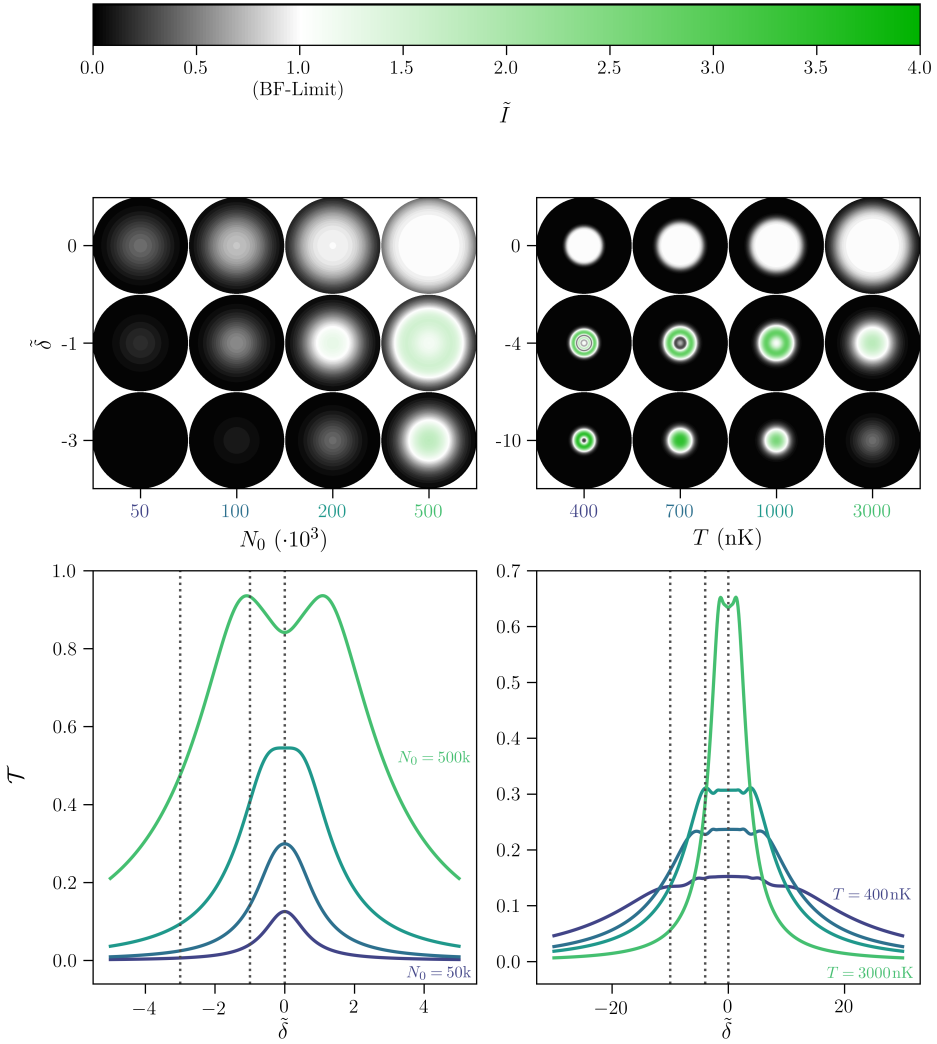 0.0 0.5 1.0 1.5 2.0 2.5 3.0 3.5 4.0
(BF-Limit)
Ĩ
0
-1
-3
δ̃
50 100 200 500
N₀ (·10³)
0
-4
-10
400 700 1000 3000
T (nK)
1.0
0.8
0.6
0.4
0.2
0.0
𝒯
N₀ = 500k
N₀ = 50k
−4 −2 0 2 4
δ̃
0.7
0.6
0.5
0.4
0.3
0.2
0.1
0.0
T = 400 nK
T = 3000 nK
−20 0 20
δ̃